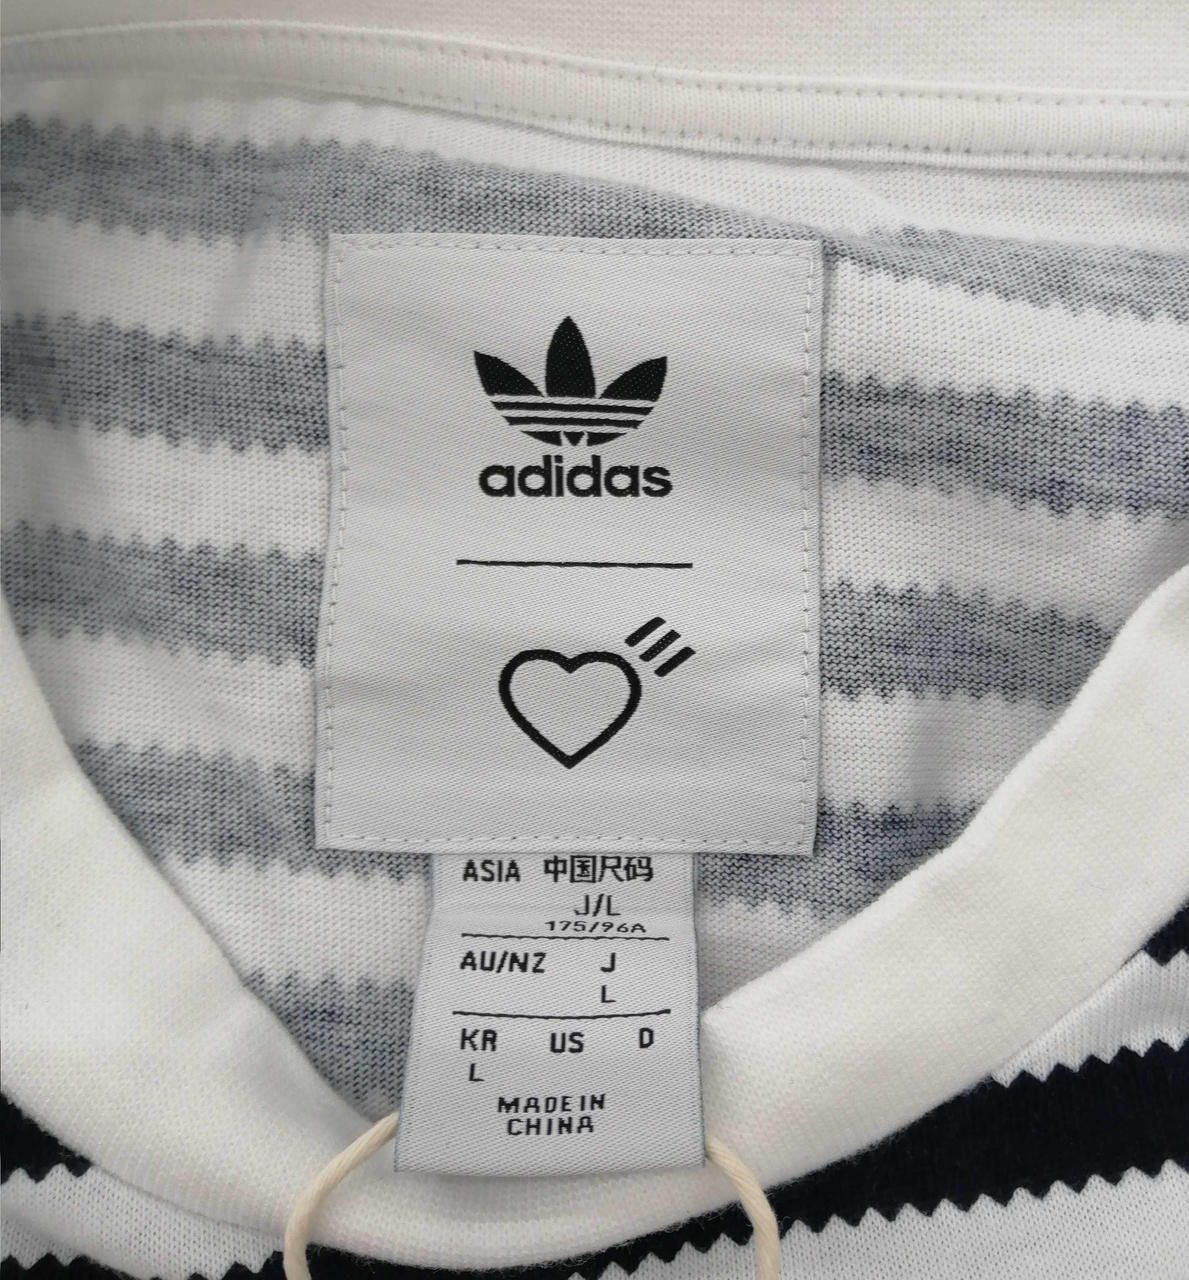 adidas
ASIA 中国尺码
J/L
175/96A
AU/NZ J
L
KR US D
L
MADE IN
CHINA